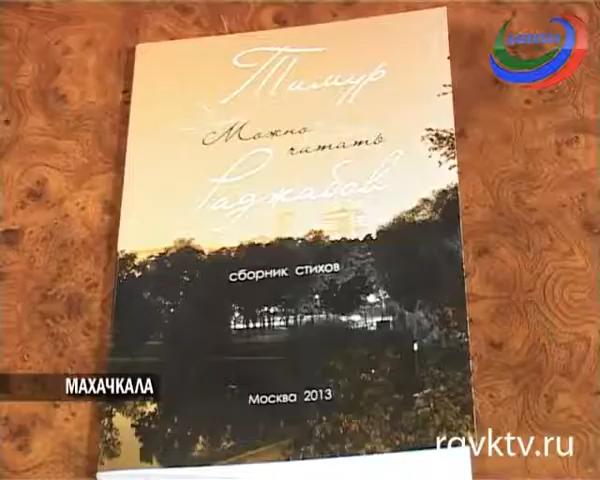 Тимур
Можно
читать
Раджабов
сборник стихов
МАХАЧКАЛА
Москва 2013
rgvktv.ru